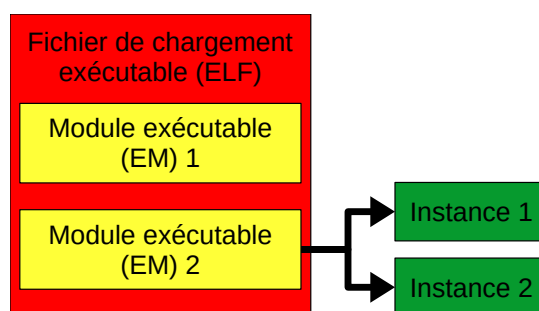 Fichier de chargement
exécutable (ELF)
Module exécutable
(EM) 1
Module exécutable
(EM) 2
Instance 1
Instance 2